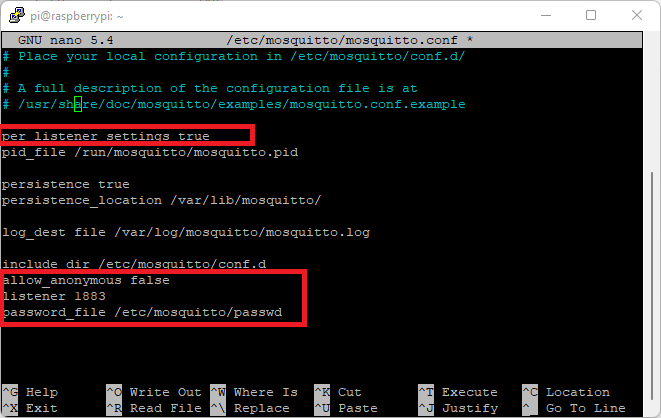 pi@raspberrypi: ~
GNU nano 5.4 /etc/mosquitto/mosquitto.conf *
# Place your local configuration in /etc/mosquitto/conf.d/
#
# A full description of the configuration file is at
# /usr/share/doc/mosquitto/examples/mosquitto.conf.example
per_listener_settings true
pid_file /run/mosquitto/mosquitto.pid
persistence true
persistence_location /var/lib/mosquitto/
log_dest file /var/log/mosquitto/mosquitto.log
include_dir /etc/mosquitto/conf.d
allow_anonymous false
listener 1883
password_file /etc/mosquitto/passwd
^G Help ^O Write Out ^W Where Is ^K Cut ^T Execute ^C Location
^X Exit ^R Read File ^\ Replace ^U Paste ^J Justify ^_ Go To Line